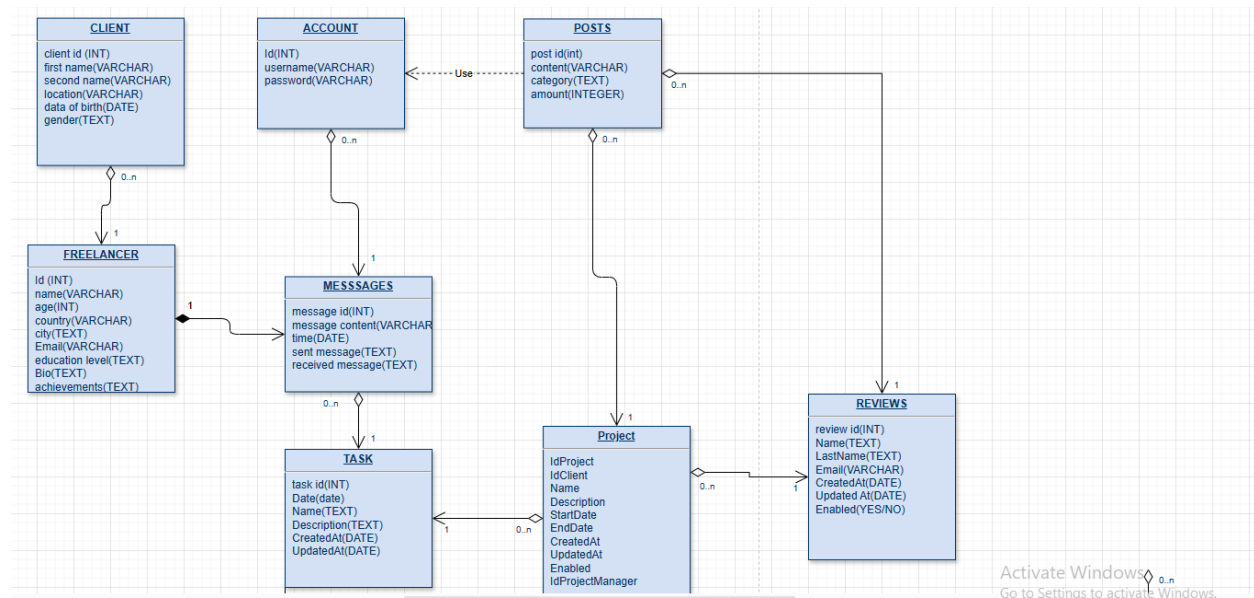 CLIENT
client id (INT)
first name(VARCHAR)
second name(VARCHAR)
location(VARCHAR)
data of birth(DATE)
gender(TEXT)
0..n
1
ACCOUNT
Id(INT)
username(VARCHAR)
password(VARCHAR)
0..n
1
Use
POSTS
post id(int)
content(VARCHAR)
category(TEXT)
amount(INTEGER)
0..n
0..n
1
1
FREELANCER
Id (INT)
name(VARCHAR)
age(INT)
country(VARCHAR)
city(TEXT)
Email(VARCHAR)
education level(TEXT)
Bio(TEXT)
achievements(TEXT)
1
MESSSAGES
message id(INT)
message content(VARCHAR
time(DATE)
sent message(TEXT)
received message(TEXT)
0..n
1
TASK
task id(INT)
Date(date)
Name(TEXT)
Description(TEXT)
CreatedAt(DATE)
UpdatedAt(DATE)
1
0..n
Project
IdProject
IdClient
Name
Description
StartDate
EndDate
CreatedAt
UpdatedAt
Enabled
IdProjectManager
0..n
1
REVIEWS
review id(INT)
Name(TEXT)
LastName(TEXT)
Email(VARCHAR)
CreatedAt(DATE)
Updated At(DATE)
Enabled(YES/NO)
Activate Windows
Go to Settings to activate Windows.
0..n